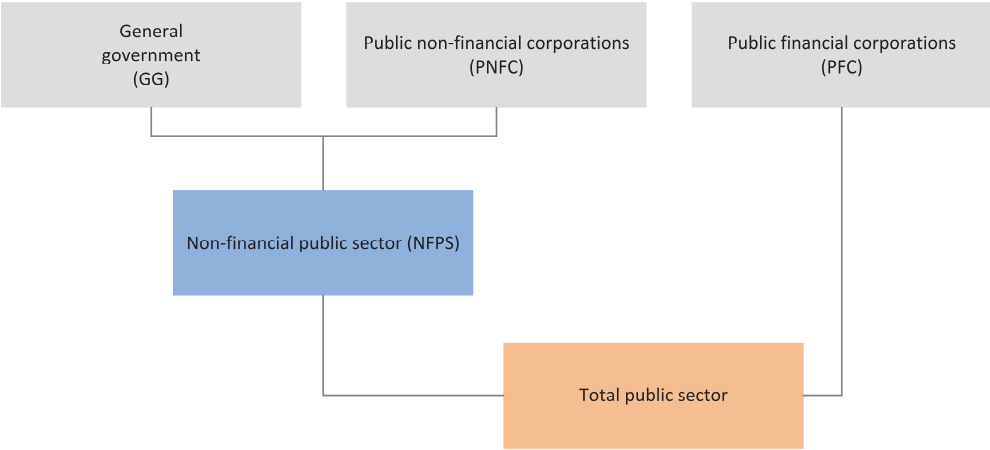 General
government
(GG)
Public non-financial corporations
(PNFC)
Public financial corporations
(PFC)
Non-financial public sector (NFPS)
Total public sector